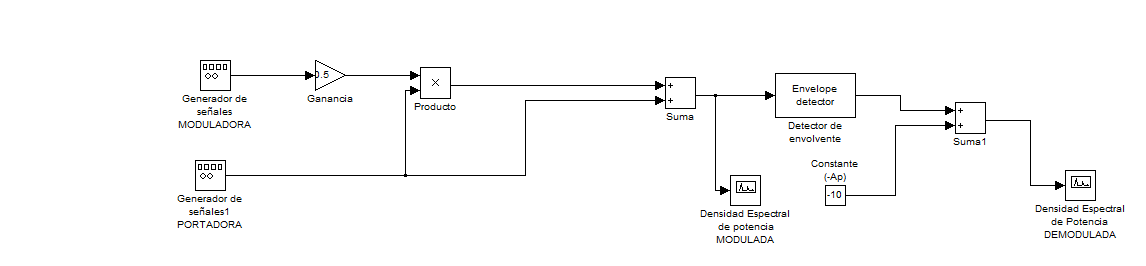 Generador de
señales
MODULADORA
0.5
Ganancia
×
Producto
Generador de
señales1
PORTADORA
+
+
Suma
Envelope
detector
Detector de
envolvente
Densidad Espectral
de potencia
MODULADA
Constante
(-Ap)
-10
+
+
Suma1
Densidad Espectral
de Potencia
DEMODULADA